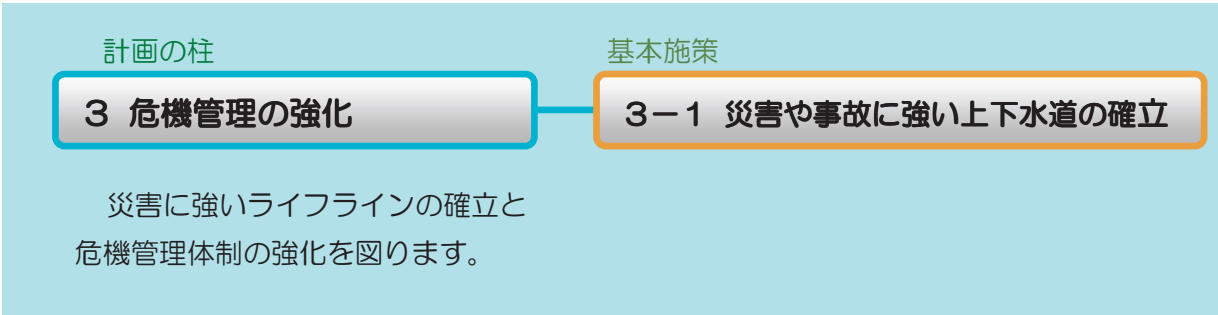 計画の柱
基本施策
3 危機管理の強化
3－1 災害や事故に強い上下水道の確立
災害に強いライフラインの確立と
危機管理体制の強化を図ります。